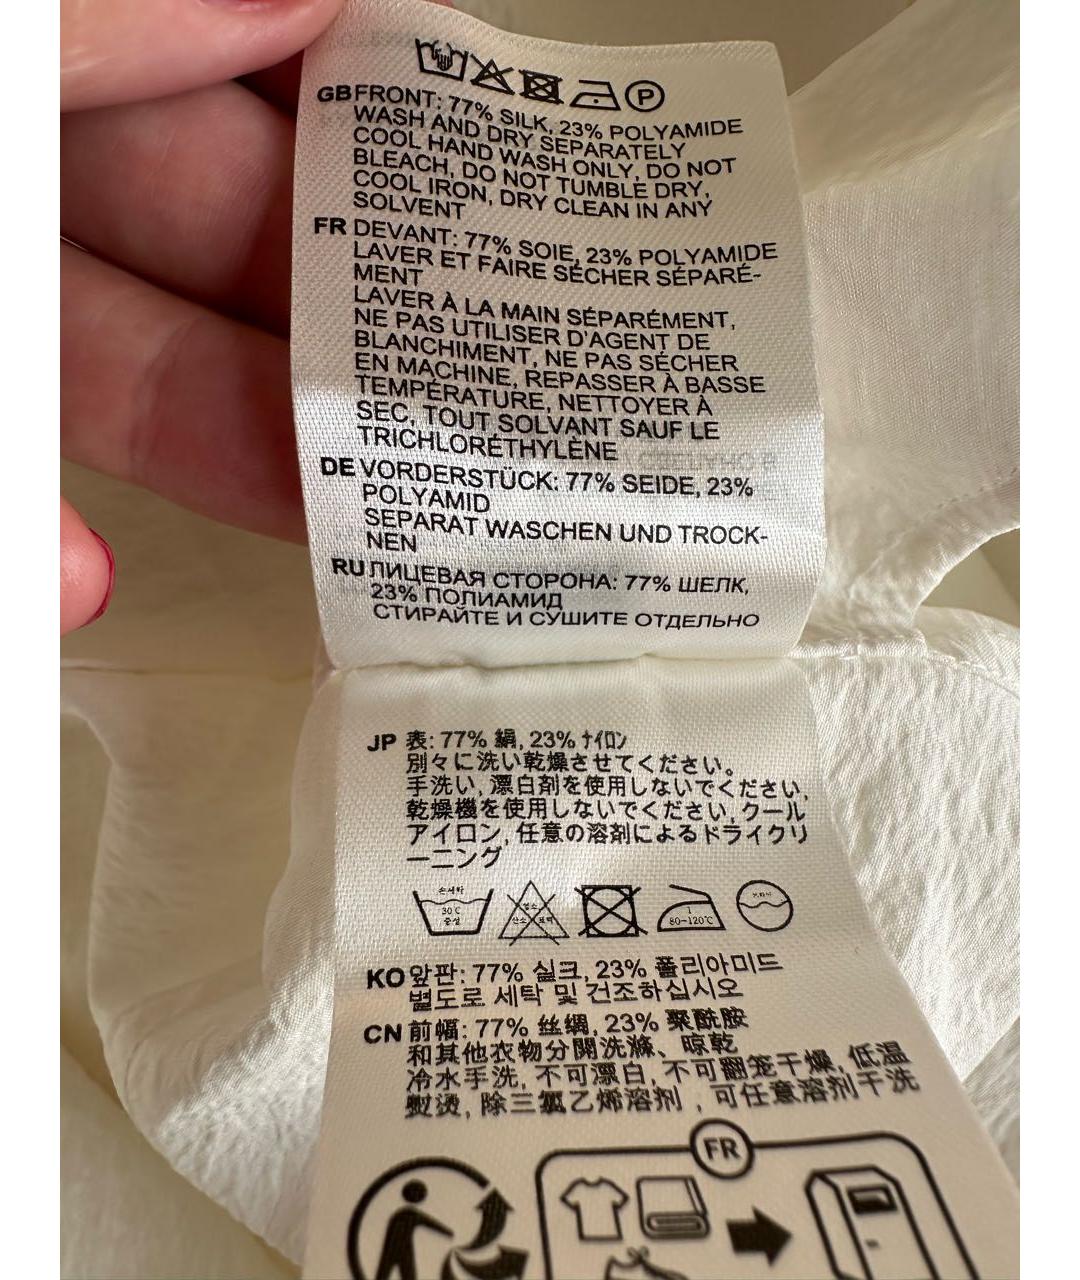 P
GB FRONT: 77% SILK, 23% POLYAMIDE
WASH AND DRY SEPARATELY
COOL HAND WASH ONLY, DO NOT
BLEACH, DO NOT TUMBLE DRY,
COOL IRON, DRY CLEAN IN ANY
SOLVENT
FR DEVANT: 77% SOIE, 23% POLYAMIDE
LAVER ET FAIRE SÉCHER SÉPARÉ-
MENT
LAVER À LA MAIN SÉPARÉMENT,
NE PAS UTILISER D'AGENT DE
BLANCHIMENT, NE PAS SÉCHER
EN MACHINE, REPASSER À BASSE
TEMPÉRATURE, NETTOYER À
SEC, TOUT SOLVANT SAUF LE
TRICHLORÉTHYLÈNE
DE VORDERSTÜCK: 77% SEIDE, 23%
POLYAMID
SEPARAT WASCHEN UND TROCK-
NEN
RU ЛИЦЕВАЯ СТОРОНА: 77% ШЕЛК,
23% ПОЛИАМИД
СТИРАЙТЕ И СУШИТЕ ОТДЕЛЬНО
JP 表: 77% 絹, 23% ﾅｲﾛﾝ
別々に洗い乾燥させてください。
手洗い, 漂白剤を使用しないでください,
乾燥機を使用しないでください, クール
アイロン, 任意の溶剤によるドライクリ
ーニング
손세탁
30℃
중성
염소
산소 표백
1
80~120℃
KO 앞판: 77% 실크, 23% 폴리아미드
별도로 세탁 및 건조하십시오
CN 前幅: 77% 丝绸, 23% 聚酰胺
和其他衣物分開洗滌、晾乾
冷水手洗, 不可漂白, 不可翻笼干燥, 低温
熨烫, 除三氯乙烯溶剂 , 可任意溶剂干洗
FR